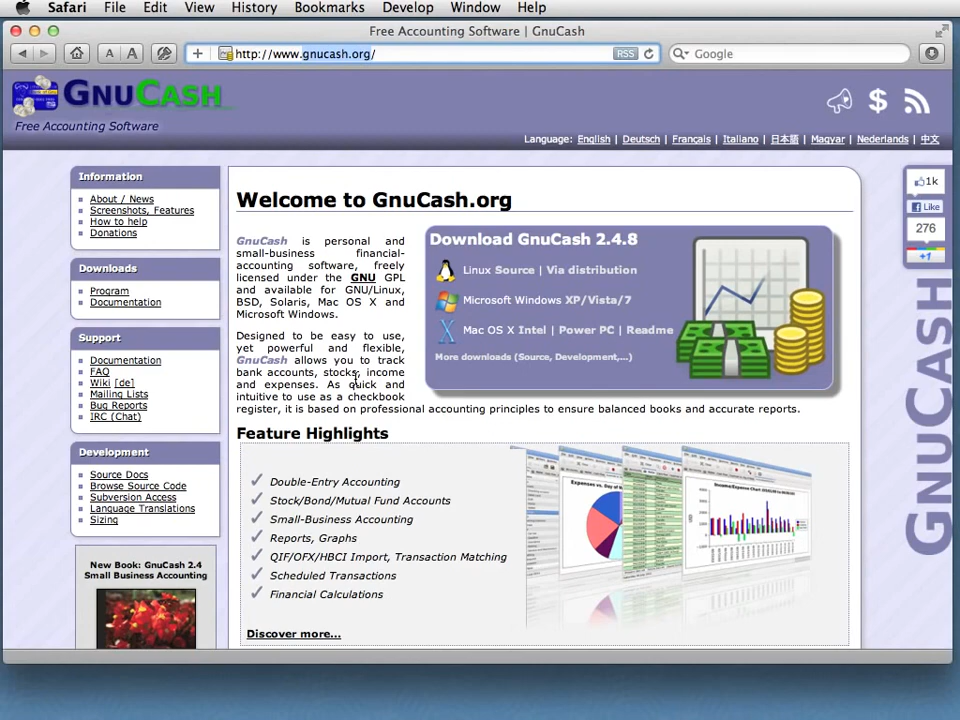 Safari File Edit View History Bookmarks Develop Window Help
Free Accounting Software | GnuCash
A A
http://www.gnucash.org/
RSS
Google
GNUCASH
Free Accounting Software
Language: English | Deutsch | Français | Italiano | 日本語 | Magyar | Nederlands | 中文
Information
About / News
Screenshots, Features
How to help
Donations
Downloads
Program
Documentation
Support
Documentation
FAQ
Wiki [de]
Mailing Lists
Bug Reports
IRC (Chat)
Development
Source Docs
Browse Source Code
Subversion Access
Language Translations
Sizing
New Book: GnuCash 2.4
Small Business Accounting
Welcome to GnuCash.org
GnuCash is personal and
small-business financial-
accounting software, freely
licensed under the GNU GPL
and available for GNU/Linux,
BSD, Solaris, Mac OS X and
Microsoft Windows.
Designed to be easy to use,
yet powerful and flexible,
GnuCash allows you to track
bank accounts, stocks, income
and expenses. As quick and
intuitive to use as a checkbook
register, it is based on professional accounting principles to ensure balanced books and accurate reports.
Download GnuCash 2.4.8
Linux Source | Via distribution
Microsoft Windows XP/Vista/7
Mac OS X Intel | Power PC | Readme
More downloads (Source, Development,...)
Feature Highlights
Double-Entry Accounting
Stock/Bond/Mutual Fund Accounts
Small-Business Accounting
Reports, Graphs
QIF/OFX/HBCI Import, Transaction Matching
Scheduled Transactions
Financial Calculations
Discover more...
1k
Like
276
+1
GNUCASH